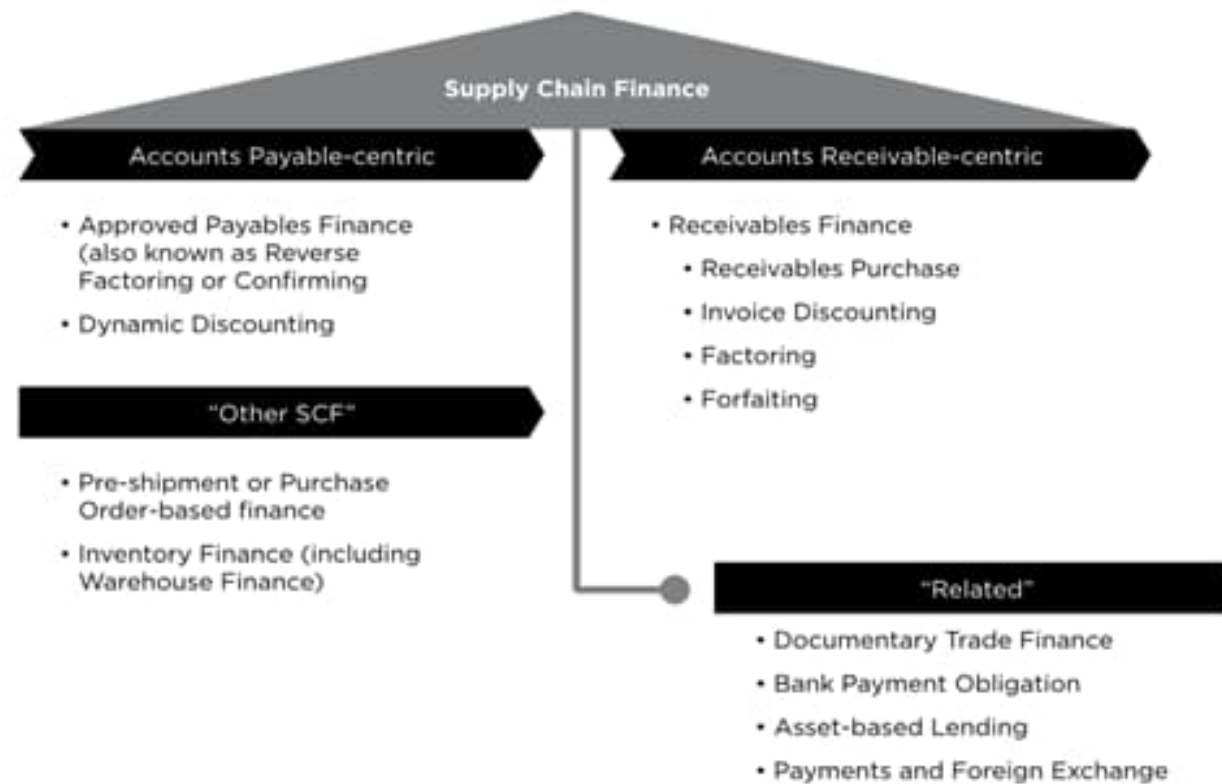 Supply Chain Finance
Accounts Payable-centric
• Approved Payables Finance
(also known as Reverse
Factoring or Confirming
• Dynamic Discounting
"Other SCF"
• Pre-shipment or Purchase
Order-based finance
• Inventory Finance (including
Warehouse Finance)
Accounts Receivable-centric
• Receivables Finance
• Receivables Purchase
• Invoice Discounting
• Factoring
• Forfaiting
"Related"
• Documentary Trade Finance
• Bank Payment Obligation
• Asset-based Lending
• Payments and Foreign Exchange